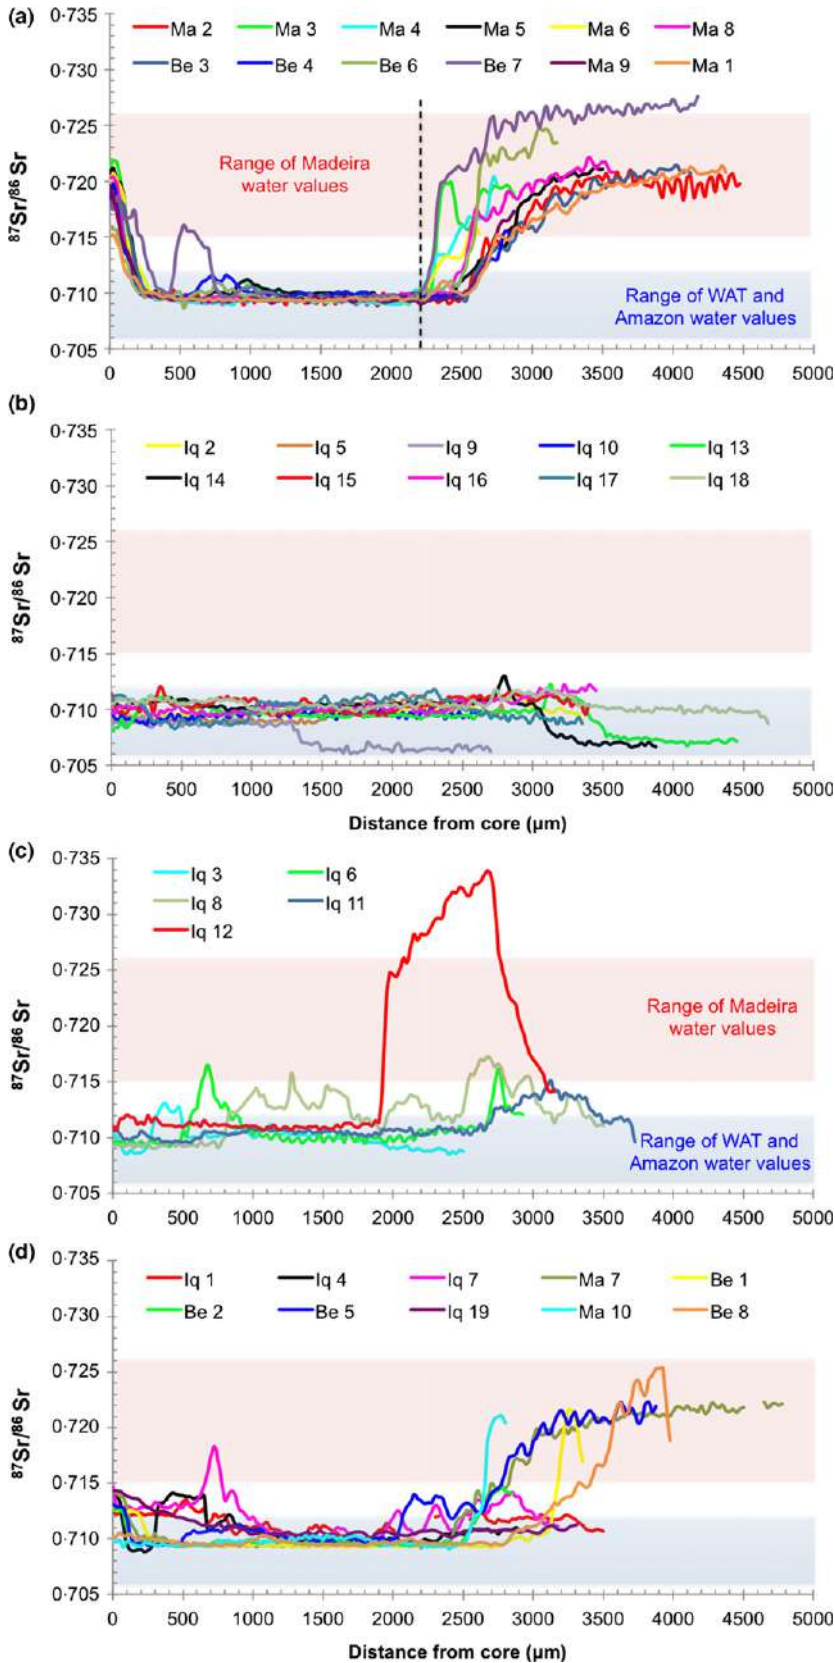 (a)
0·735
Ma 2 Ma 3 Ma 4 Ma 5 Ma 6 Ma 8
Be 3 Be 4 Be 6 Be 7 Ma 9 Ma 1
0·730
0·725
0·720
0·715
0·710
0·705
87Sr/86 Sr
Range of Madeira
water values
Range of WAT and
Amazon water values
0 500 1000 1500 2000 2500 3000 3500 4000 4500 5000
(b)
0·735
Iq 2 Iq 5 Iq 9 Iq 10 Iq 13
Iq 14 Iq 15 Iq 16 Iq 17 Iq 18
0·730
0·725
0·720
0·715
0·710
0·705
87Sr/86 Sr
0 500 1000 1500 2000 2500 3000 3500 4000 4500 5000
Distance from core (µm)
(c)
0·735
Iq 3 Iq 6
Iq 8 Iq 11
Iq 12
0·730
0·725
0·720
0·715
0·710
0·705
87Sr/86 Sr
Range of Madeira
water values
Range of WAT and
Amazon water values
0 500 1000 1500 2000 2500 3000 3500 4000 4500 5000
(d)
0·735
Iq 1 Iq 4 Iq 7 Ma 7 Be 1
Be 2 Be 5 Iq 19 Ma 10 Be 8
0·730
0·725
0·720
0·715
0·710
0·705
87Sr/86 Sr
0 500 1000 1500 2000 2500 3000 3500 4000 4500 5000
Distance from core (µm)